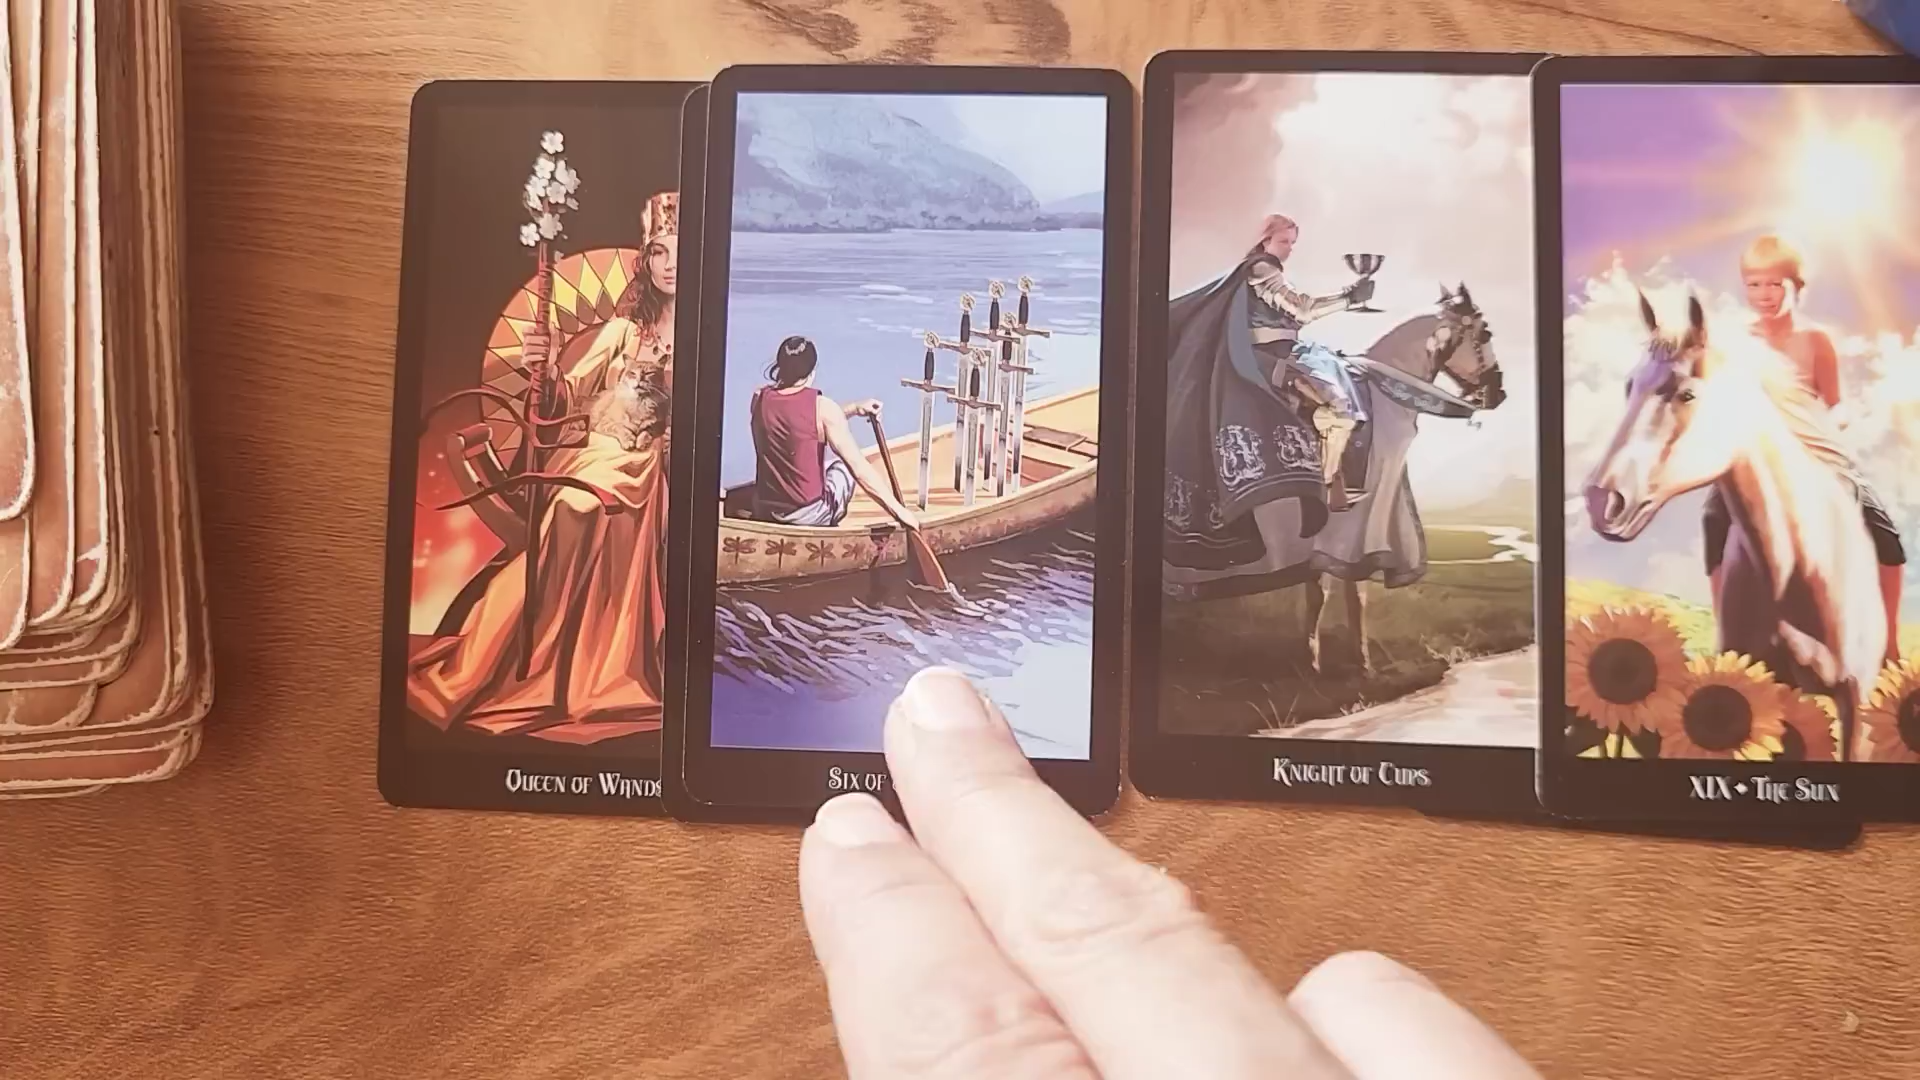 QUEEN OF WANDS
SIX OF
KNIGHT OF CUPS
XIX • THE SUN